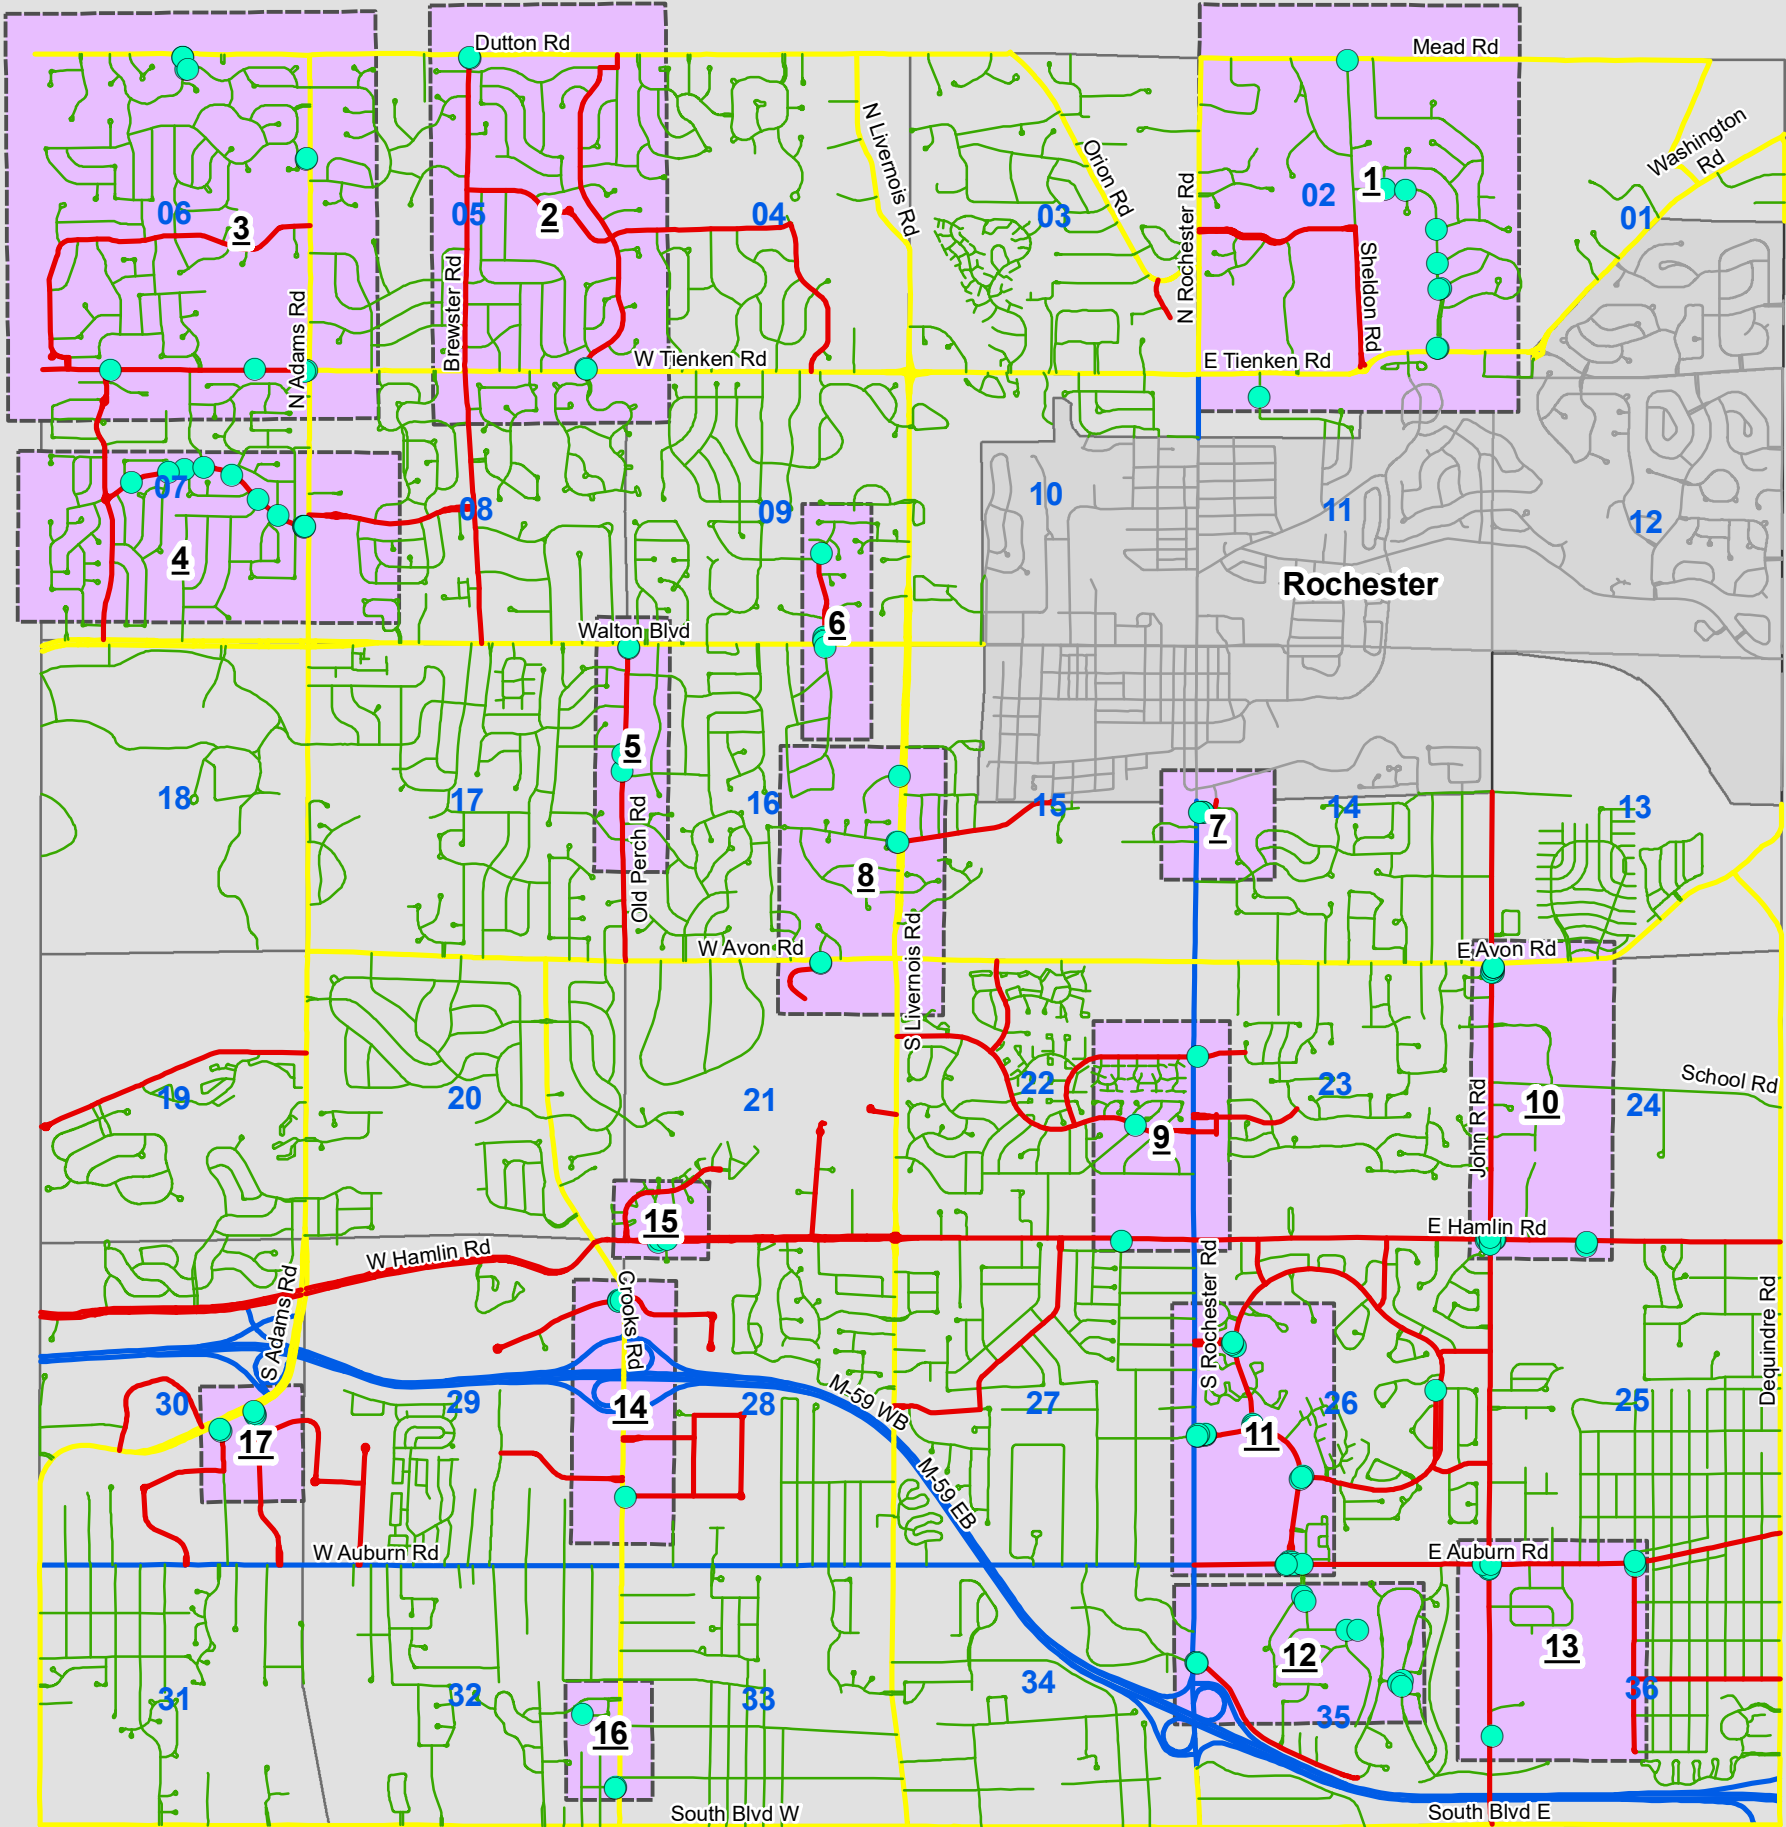 Dutton Rd
Mead Rd
N Livernois Rd
Orion Rd
Washington
Rd
N Rochester Rd
1
02
01
06
3
05
2
04
03
Brewster Rd
Sheldon Rd
N Adams Rd
W Tienken Rd
E Tienken Rd
07
08
09
10
11
12
4
Rochester
6
Walton Blvd
5
18
17
16
15
14
13
7
Old Perch Rd
8
W Avon Rd
S Livernois Rd
E Avon Rd
19
20
21
22
23
School Rd
John R Rd
10
24
9
15
E Hamlin Rd
W Hamlin Rd
S Adams Rd
Crooks Rd
S Rochester Rd
Dequindre Rd
30
29
14
28
M-59 WB
27
26
25
17
11
M-59 EB
W Auburn Rd
E Auburn Rd
12
13
31
32
33
34
35
36
16
South Blvd W
South Blvd E